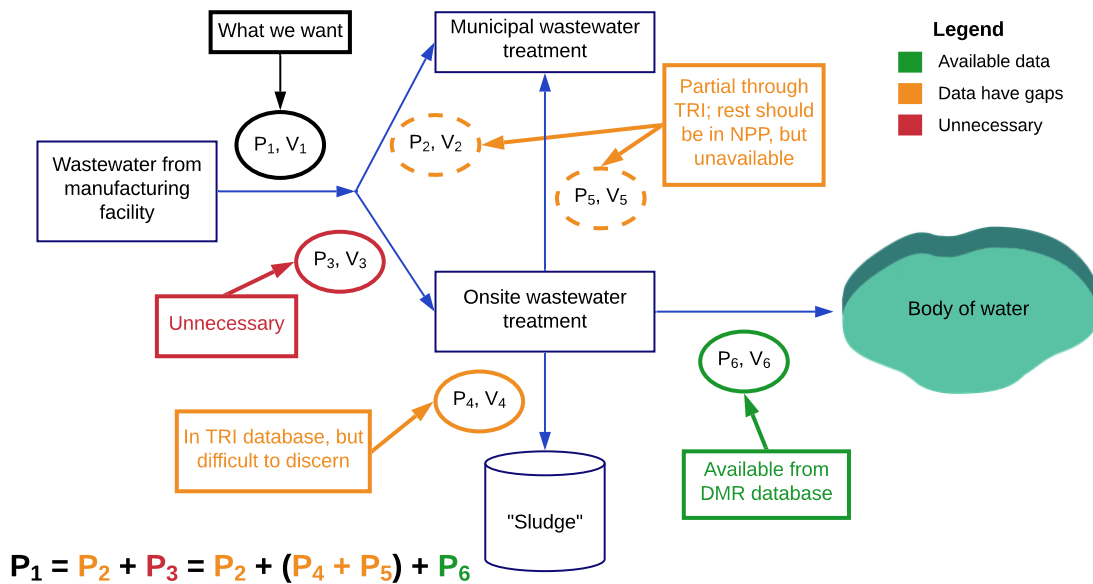 What we want
Municipal wastewater
treatment
Legend
Available data
Data have gaps
Unnecessary
Partial through
TRI; rest should
be in NPP, but
unavailable
P₁, V₁
P₂, V₂
Wastewater from
manufacturing
facility
P₅, V₅
P₃, V₃
Unnecessary
Onsite wastewater
treatment
Body of water
P₆, V₆
P₄, V₄
In TRI database, but
difficult to discern
Available from
DMR database
"Sludge"
P₁ = P₂ + P₃ = P₂ + (P₄ + P₅) + P₆